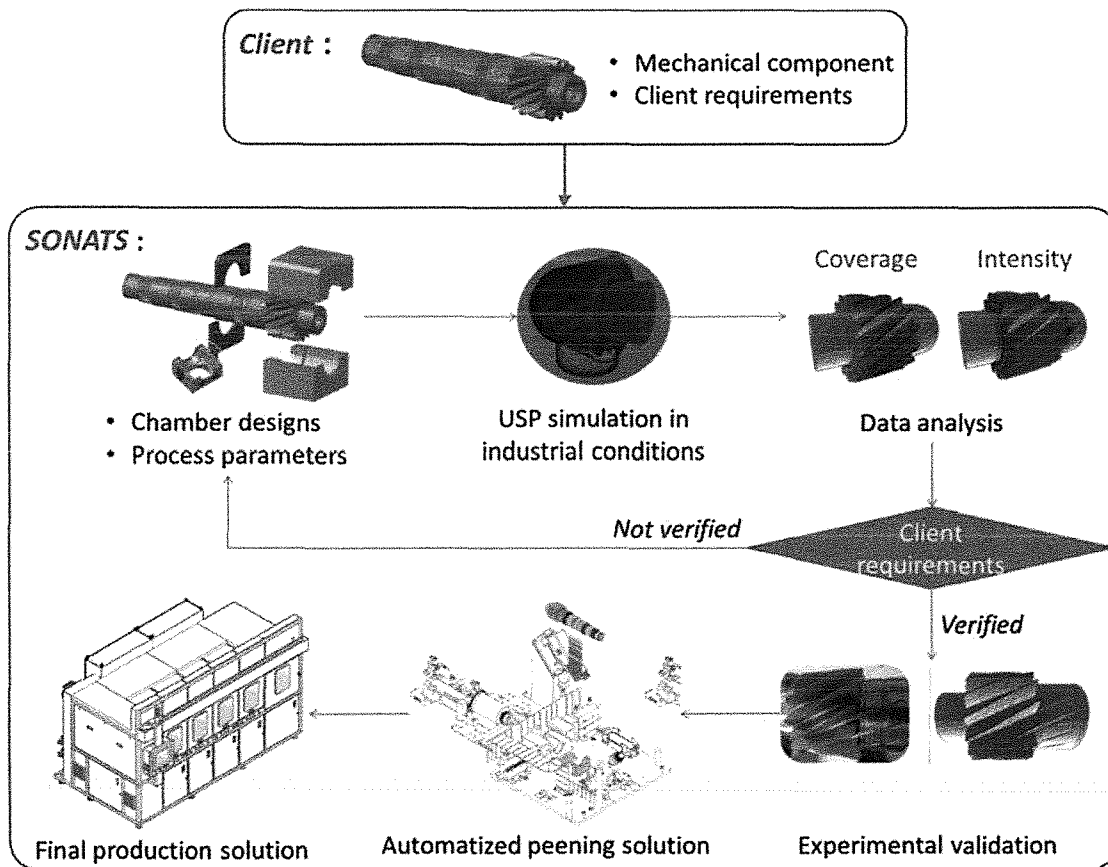 Client :
• Mechanical component
• Client requirements
SONATS :
Coverage Intensity
• Chamber designs
• Process parameters
USP simulation in
industrial conditions
Data analysis
Not verified
Client
requirements
Verified
Final production solution
Automatized peening solution
Experimental validation